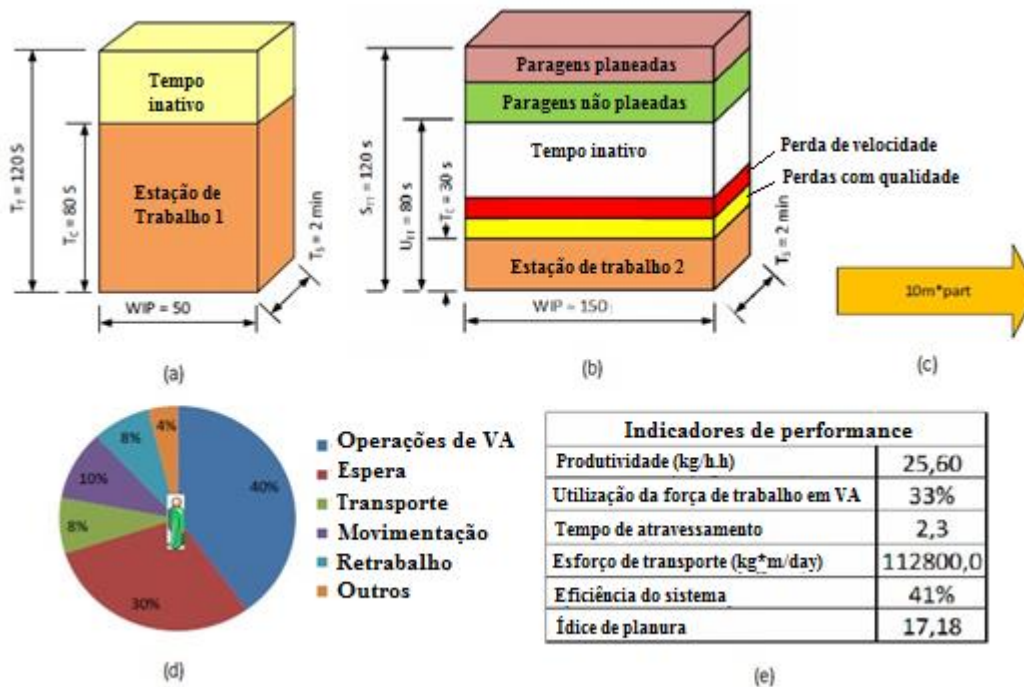 Tempo
inativo
Estação de
Trabalho 1
T_T = 120 S
T_C = 80 S
T_S = 2 min
WIP = 50
(a)
Paragens planeadas
Paragens não plaeadas
Tempo inativo
Estação de trabalho 2
Perda de velocidade
Perdas com qualidade
= 120 s
= 80 s
T_C = 30 s
= 2 min
WIP = 150
(b)
10m*part
(c)
4%
8%
10%
8%
30%
40%
Operações de VA
Espera
Transporte
Movimentação
Retrabalho
Outros
(d)
Indicadores de performance
Produtividade (kg/h.h) 25,60
Utilização da força de trabalho em VA 33%
Tempo de atravessamento 2,3
Esforço de transporte (kg*m/day) 112800,0
Eficiência do sistema 41%
Ídice de planura 17,18
(e)